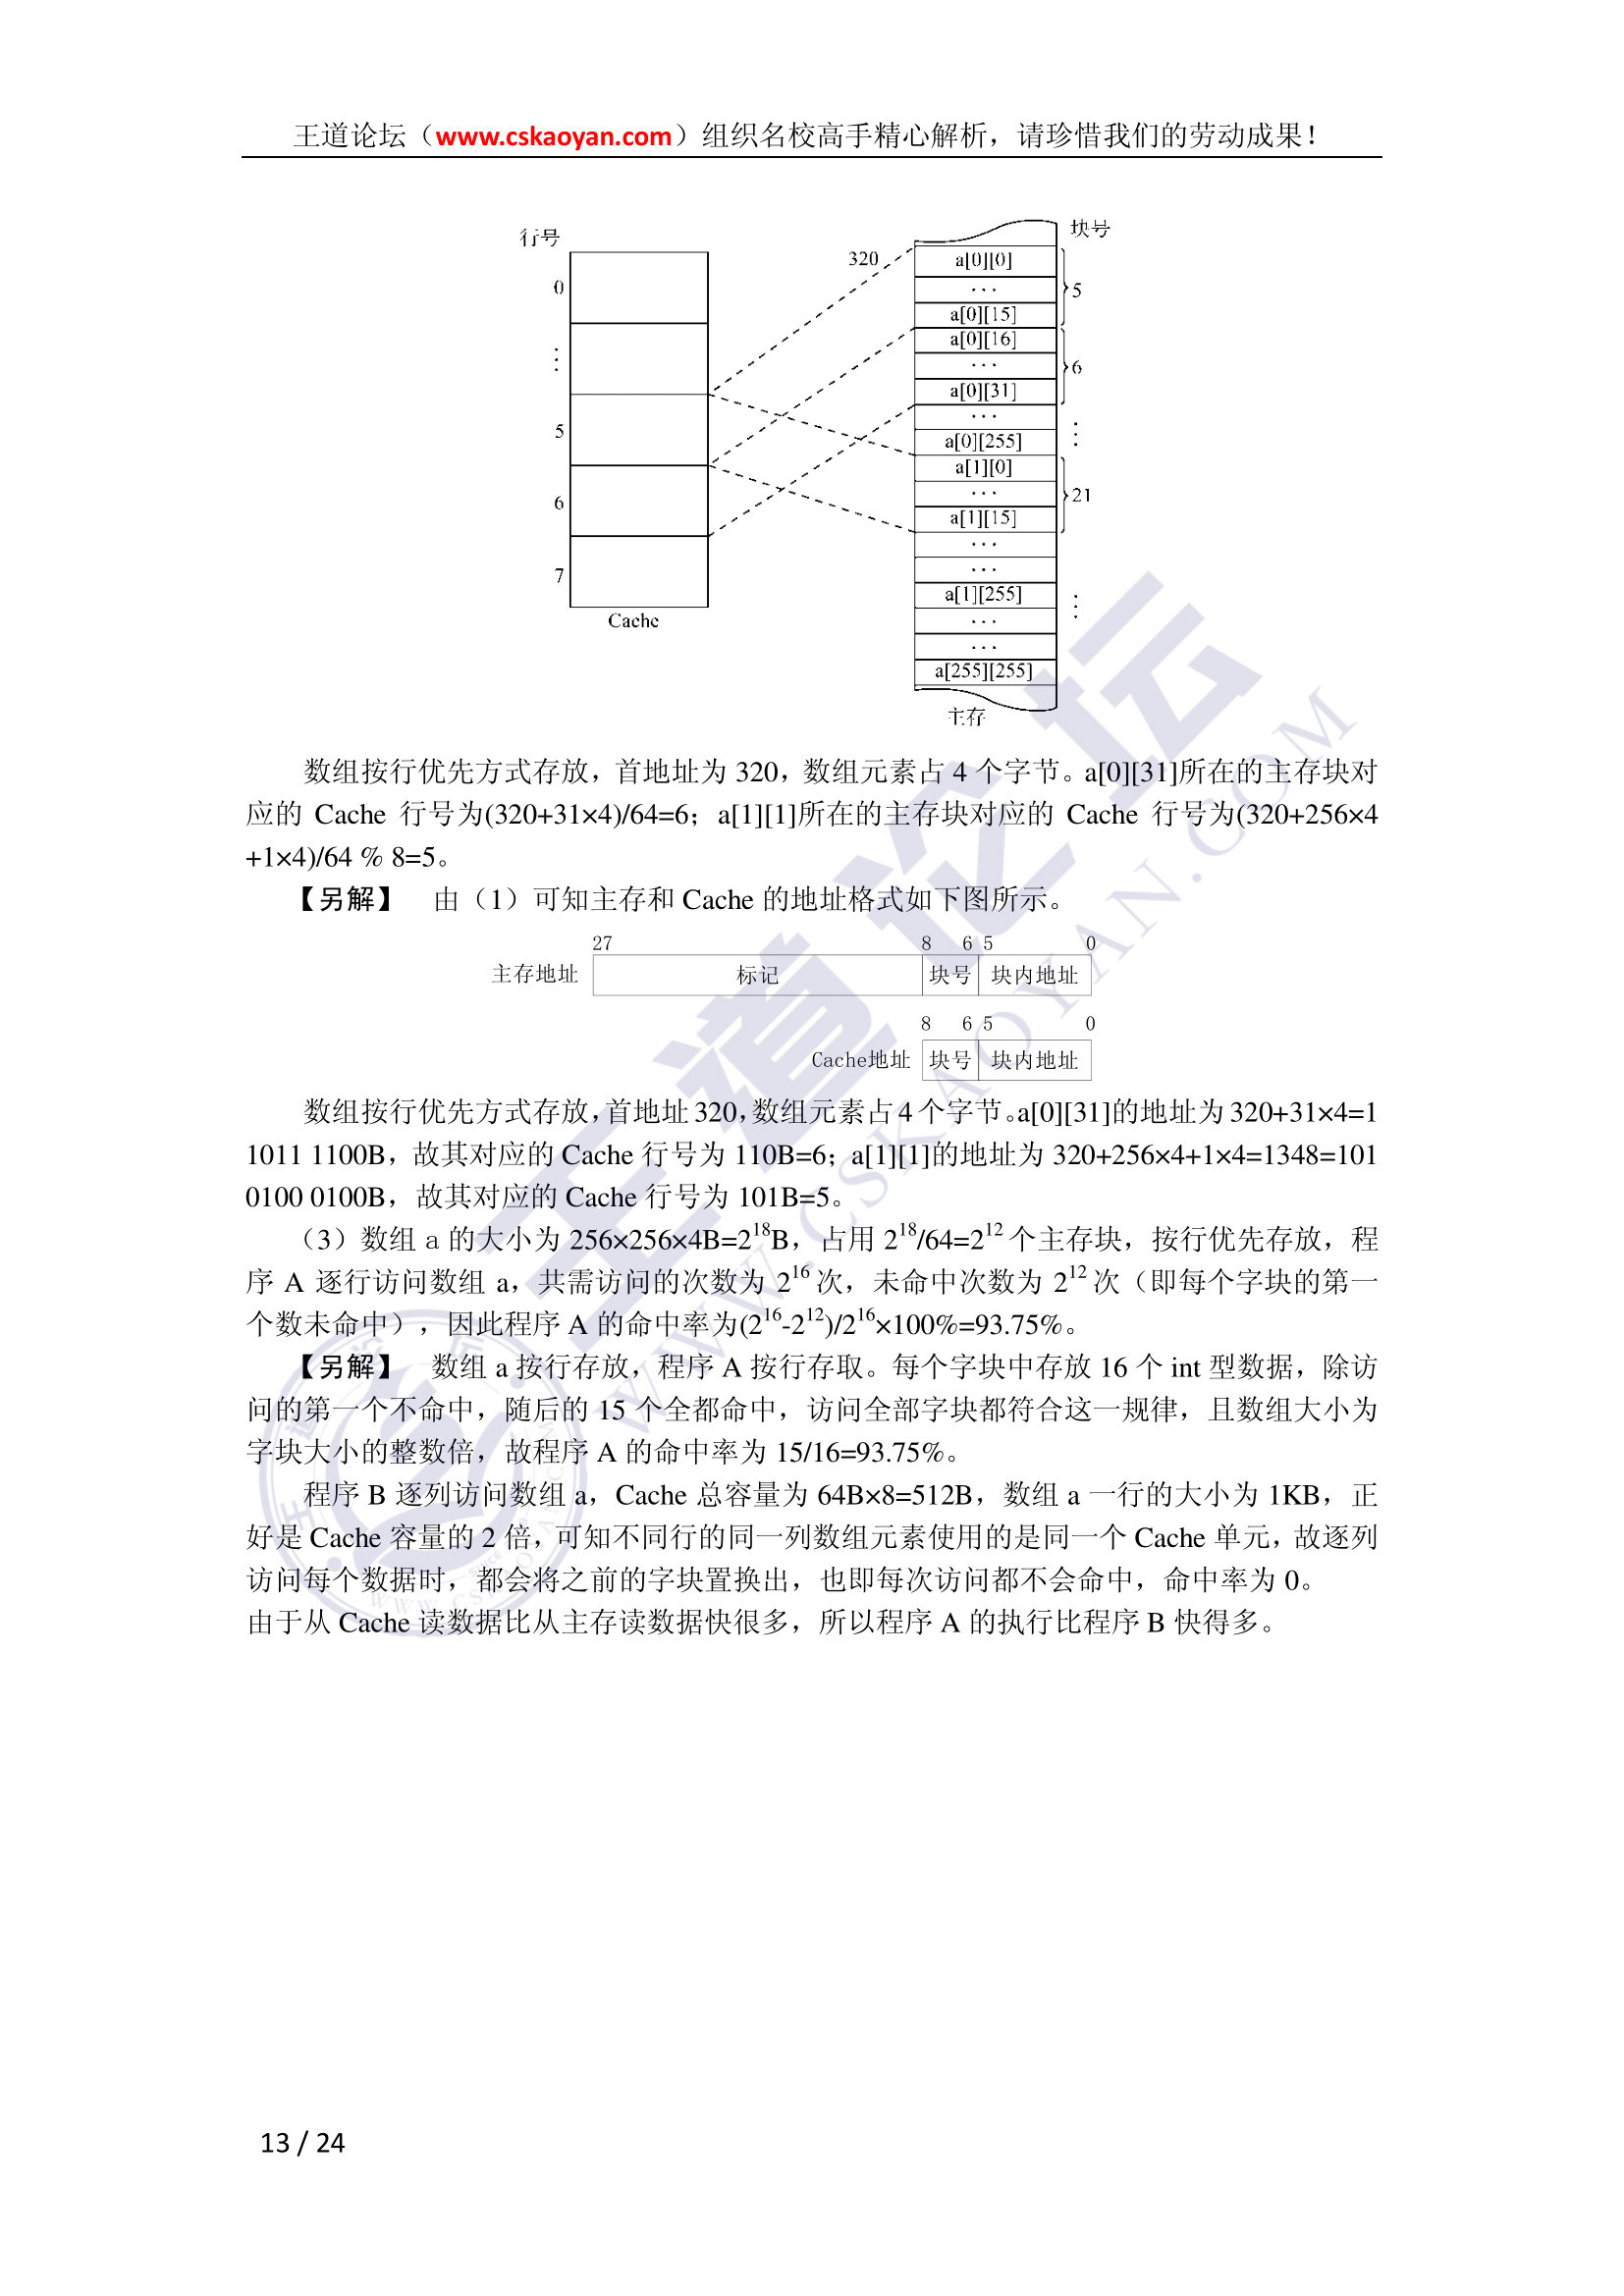 王道论坛（www.cskaoyan.com）组织名校高手精心解析，请珍惜我们的劳动成果！
行号
块号
0
⋮
5
6
7
Cache
320
a[0][0]
···
a[0][15]
a[0][16]
···
a[0][31]
···
a[0][255]
a[1][0]
···
a[1][15]
···
···
a[1][255]
···
···
a[255][255]
主存
5
6
⋮
21
⋮
数组按行优先方式存放，首地址为 320，数组元素占 4 个字节。a[0][31]所在的主存块对
应的 Cache 行号为(320+31×4)/64=6；a[1][1]所在的主存块对应的 Cache 行号为(320+256×4
+1×4)/64 % 8=5。
【另解】 由（1）可知主存和 Cache 的地址格式如下图所示。
27 8 6 5 0
主存地址 标记 块号 块内地址
8 6 5 0
Cache地址 块号 块内地址
数组按行优先方式存放，首地址 320，数组元素占 4 个字节。a[0][31]的地址为 320+31×4=1
1011 1100B，故其对应的 Cache 行号为 110B=6；a[1][1]的地址为 320+256×4+1×4=1348=101
0100 0100B，故其对应的 Cache 行号为 101B=5。
（3）数组 a 的大小为 256×256×4B=2^18B，占用 2^18/64=2^12 个主存块，按行优先存放，程
序 A 逐行访问数组 a，共需访问的次数为 2^16 次，未命中次数为 2^12 次（即每个字块的第一
个数未命中），因此程序 A 的命中率为(2^16-2^12)/2^16×100%=93.75%。
【另解】 数组 a 按行存放，程序 A 按行存取。每个字块中存放 16 个 int 型数据，除访
问的第一个不命中，随后的 15 个全都命中，访问全部字块都符合这一规律，且数组大小为
字块大小的整数倍，故程序 A 的命中率为 15/16=93.75%。
程序 B 逐列访问数组 a，Cache 总容量为 64B×8=512B，数组 a 一行的大小为 1KB，正
好是 Cache 容量的 2 倍，可知不同行的同一列数组元素使用的是同一个 Cache 单元，故逐列
访问每个数据时，都会将之前的字块置换出，也即每次访问都不会命中，命中率为 0。
由于从 Cache 读数据比从主存读数据快很多，所以程序 A 的执行比程序 B 快得多。
王道论坛
WWW.CSKAOYAN.COM
13 / 24